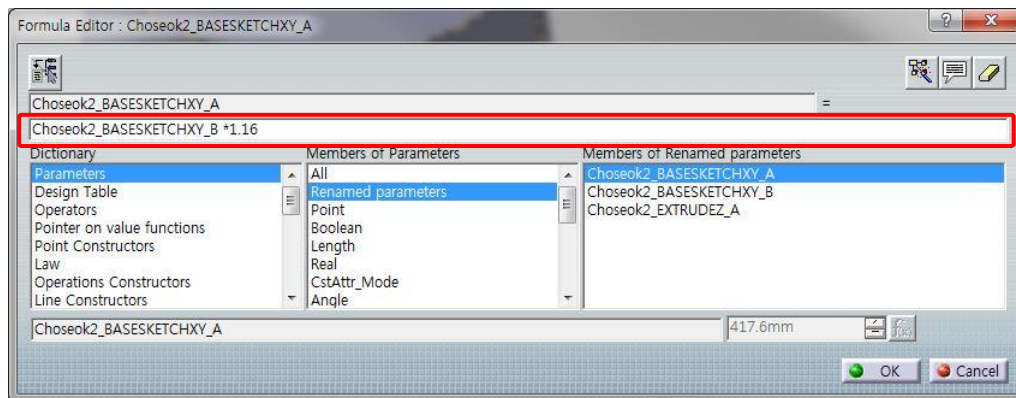 Formula Editor : Choseok2_BASESKETCHXY_A
Choseok2_BASESKETCHXY_A =
Choseok2_BASESKETCHXY_B *1.16
Dictionary Members of Parameters Members of Renamed parameters
Parameters All Choseok2_BASESKETCHXY_A
Design Table Renamed parameters Choseok2_BASESKETCHXY_B
Operators Point Choseok2_EXTRUDEZ_A
Pointer on value functions Boolean
Point Constructors Length
Law Real
Operations Constructors CstAttr_Mode
Line Constructors Angle
Choseok2_BASESKETCHXY_A 417.6mm
OK Cancel